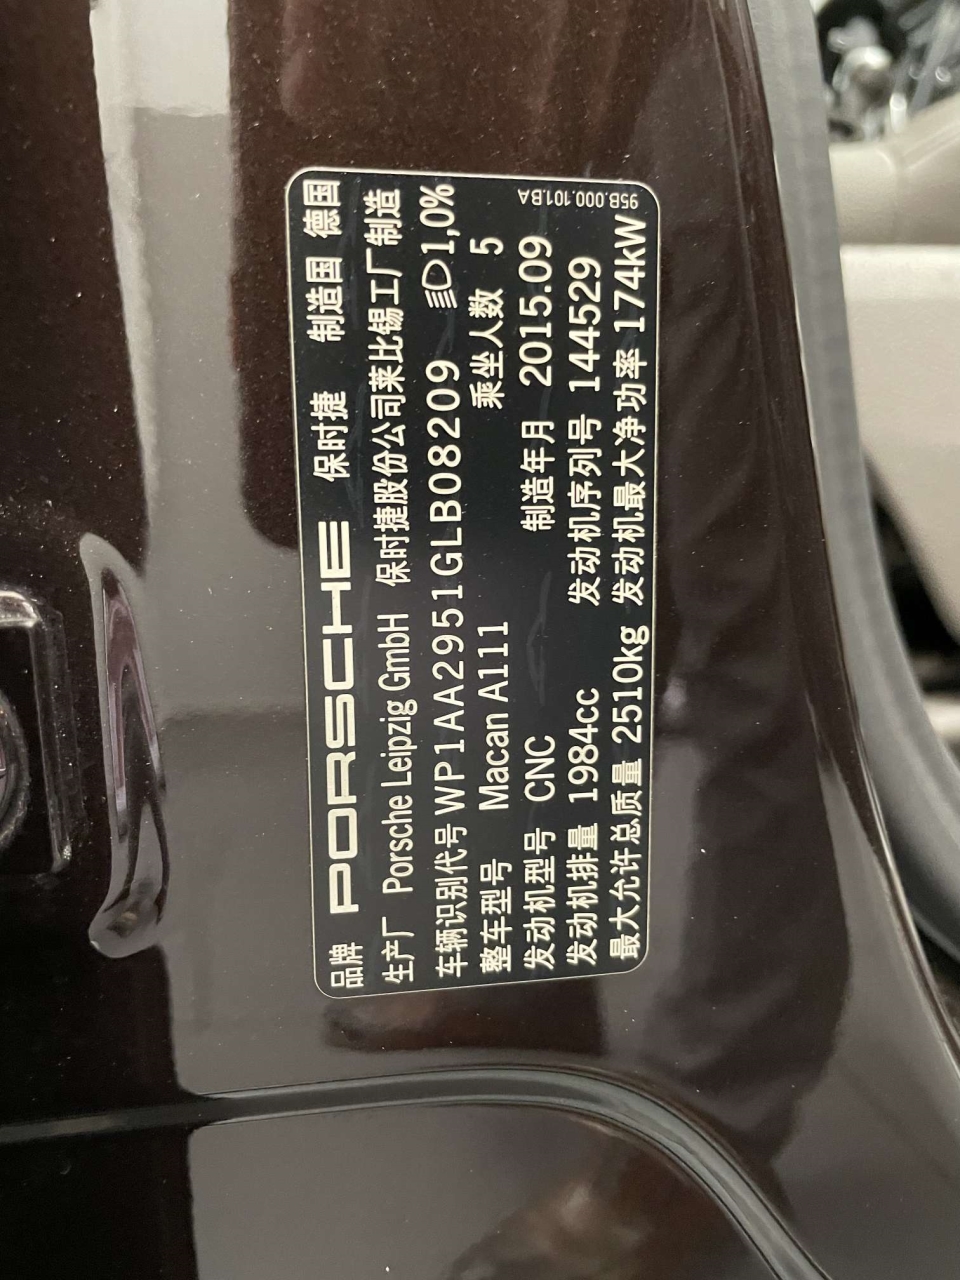 品牌 PORSCHE 保时捷 制造国 德国
生产厂 Porsche Leipzig GmbH 保时捷股份公司莱比锡工厂制造
车辆识别代号 WP1AA2951GLB08209 1,0%
整车型号 Macan A111 乘坐人数 5
发动机型号 CNC 制造年月 2015.09
发动机排量 1984cc 发动机序列号 144529
最大允许总质量 2510kg 发动机最大净功率 174kW
95B.000.101.BA